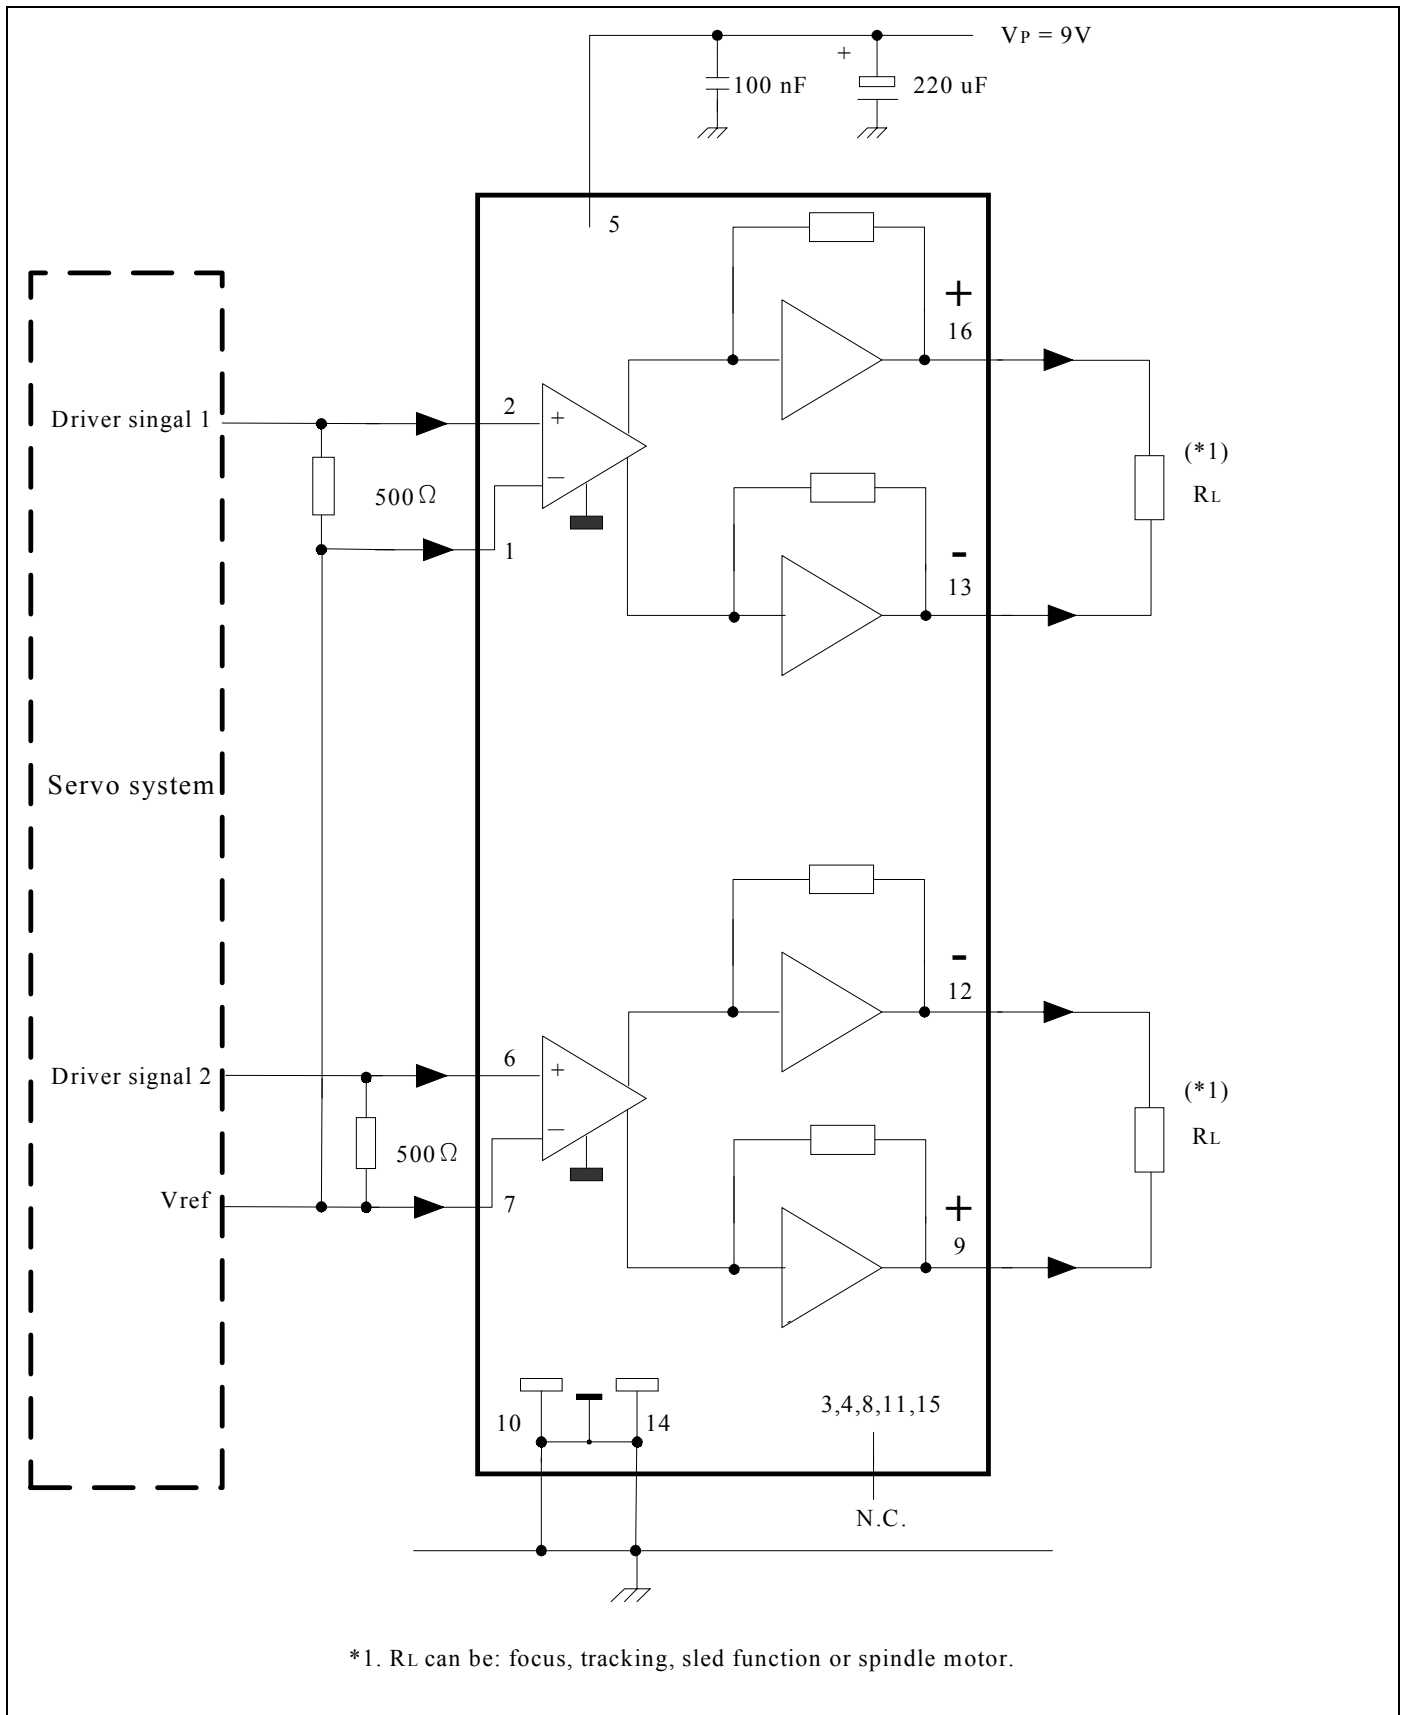 VP = 9V
+
100 nF
220 uF
5
+
16
Driver singal 1
2
+
(*1)
500Ω
−
RL
1
-
13
Servo system
-
12
6
Driver signal 2
+
(*1)
500Ω
−
RL
Vref
7
+
9
10
14
3,4,8,11,15
N.C.
*1. RL can be: focus, tracking, sled function or spindle motor.